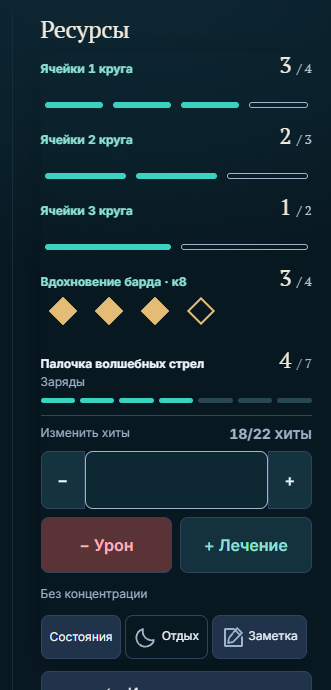 Ресурсы
Ячейки 1 круга 3 / 4
Ячейки 2 круга 2 / 3
Ячейки 3 круга 1 / 2
Вдохновение барда · к8 3 / 4
Палочка волшебных стрел 4 / 7
Заряды
Изменить хиты 18/22 хиты
− +
− Урон + Лечение
Без концентрации
Состояния Отдых Заметка